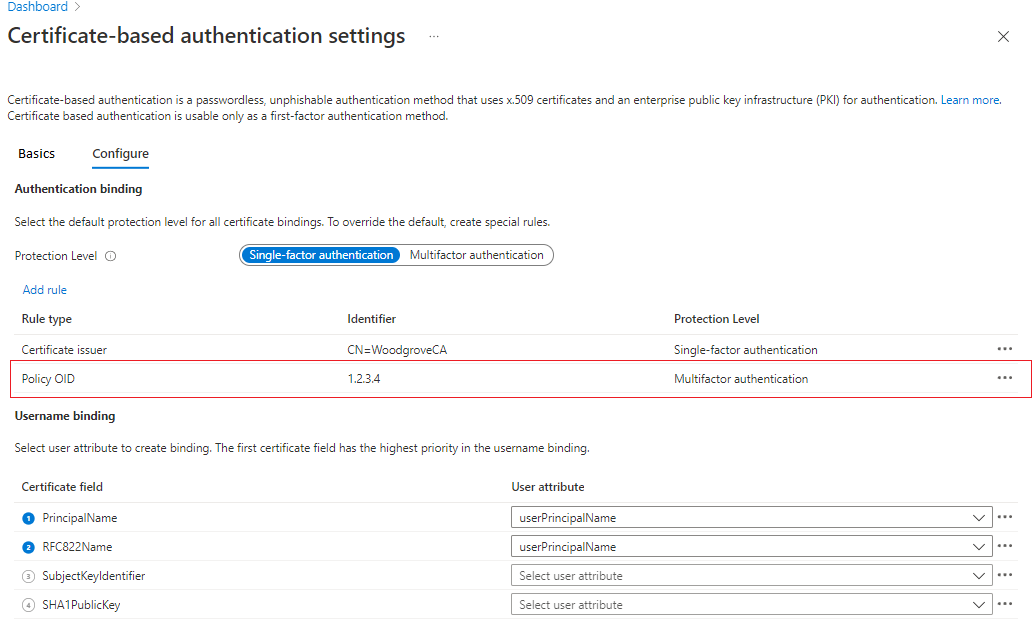 Dashboard >
Certificate-based authentication settings ...
Certificate-based authentication is a passwordless, unphishable authentication method that uses x.509 certificates and an enterprise public key infrastructure (PKI) for authentication. Learn more.
Certificate based authentication is usable only as a first-factor authentication method.
Basics Configure
Authentication binding
Select the default protection level for all certificate bindings. To override the default, create special rules.
Protection Level Single-factor authentication Multifactor authentication
Add rule
Rule type Identifier Protection Level
Certificate issuer CN=WoodgroveCA Single-factor authentication ...
Policy OID 1.2.3.4 Multifactor authentication ...
Username binding
Select user attribute to create binding. The first certificate field has the highest priority in the username binding.
Certificate field User attribute
1 PrincipalName userPrincipalName ...
2 RFC822Name userPrincipalName ...
3 SubjectKeyIdentifier Select user attribute ...
4 SHA1PublicKey Select user attribute ...